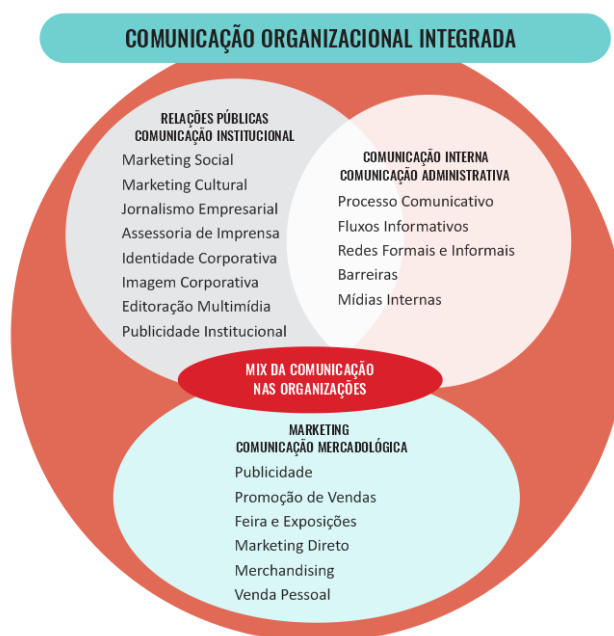 COMUNICAÇÃO ORGANIZACIONAL INTEGRADA
RELAÇÕES PÚBLICAS
COMUNICAÇÃO INSTITUCIONAL
Marketing Social
Marketing Cultural
Jornalismo Empresarial
Assessoria de Imprensa
Identidade Corporativa
Imagem Corporativa
Editoração Multimídia
Publicidade Institucional
COMUNICAÇÃO INTERNA
COMUNICAÇÃO ADMINISTRATIVA
Processo Comunicativo
Fluxos Informativos
Redes Formais e Informais
Barreiras
Mídias Internas
MIX DA COMUNICAÇÃO
NAS ORGANIZAÇÕES
MARKETING
COMUNICAÇÃO MERCADOLÓGICA
Publicidade
Promoção de Vendas
Feira e Exposições
Marketing Direto
Merchandising
Venda Pessoal